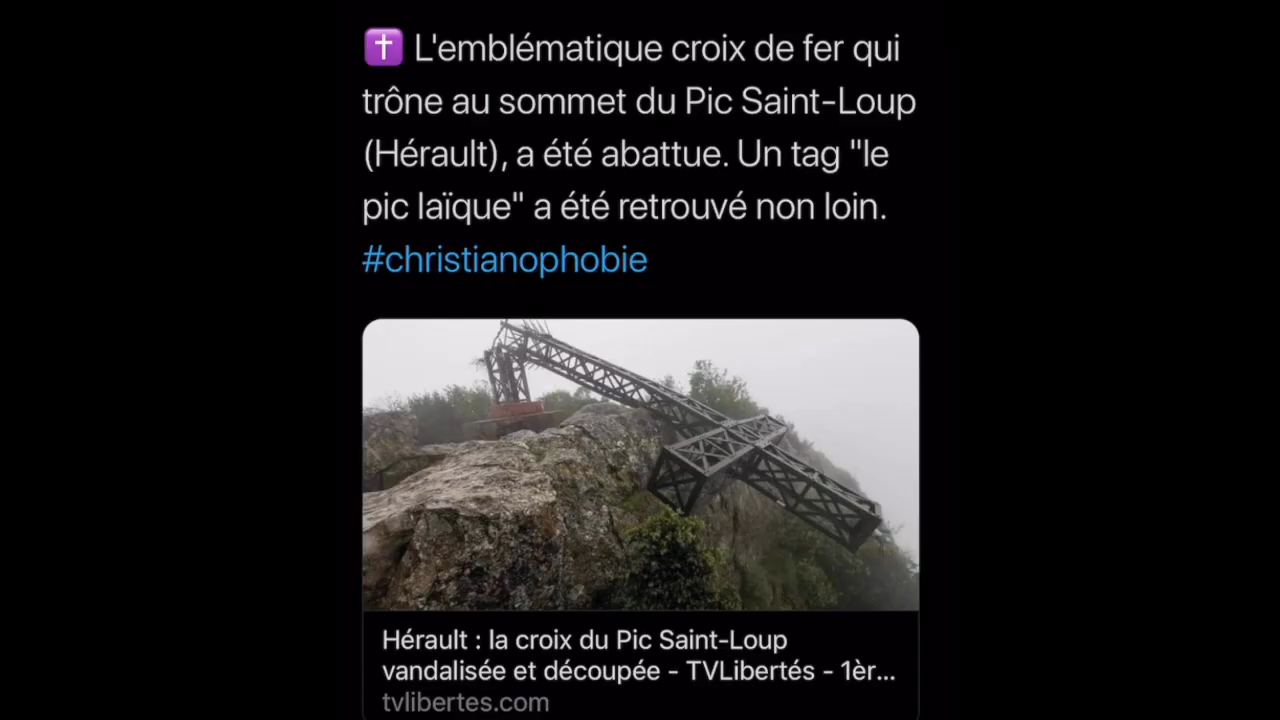 ✝️ L'emblématique croix de fer qui
trône au sommet du Pic Saint-Loup
(Hérault), a été abattue. Un tag "le
pic laïque" a été retrouvé non loin.
#christianophobie
Hérault : la croix du Pic Saint-Loup
vandalisée et découpée - TVLibertés - 1èr...
tvlibertes.com